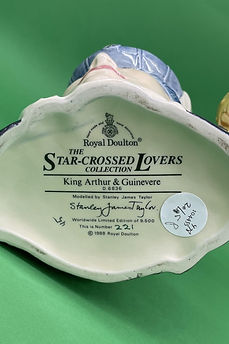 Royal Doulton®
THE
STAR-CROSSED LOVERS
COLLECTION
King Arthur & Guinevere
D.6836
Modelled by Stanley James Taylor
Stanley James Taylor
Worldwide Limited Edition of 9,500
This is Number 221
© 1988 Royal Doulton